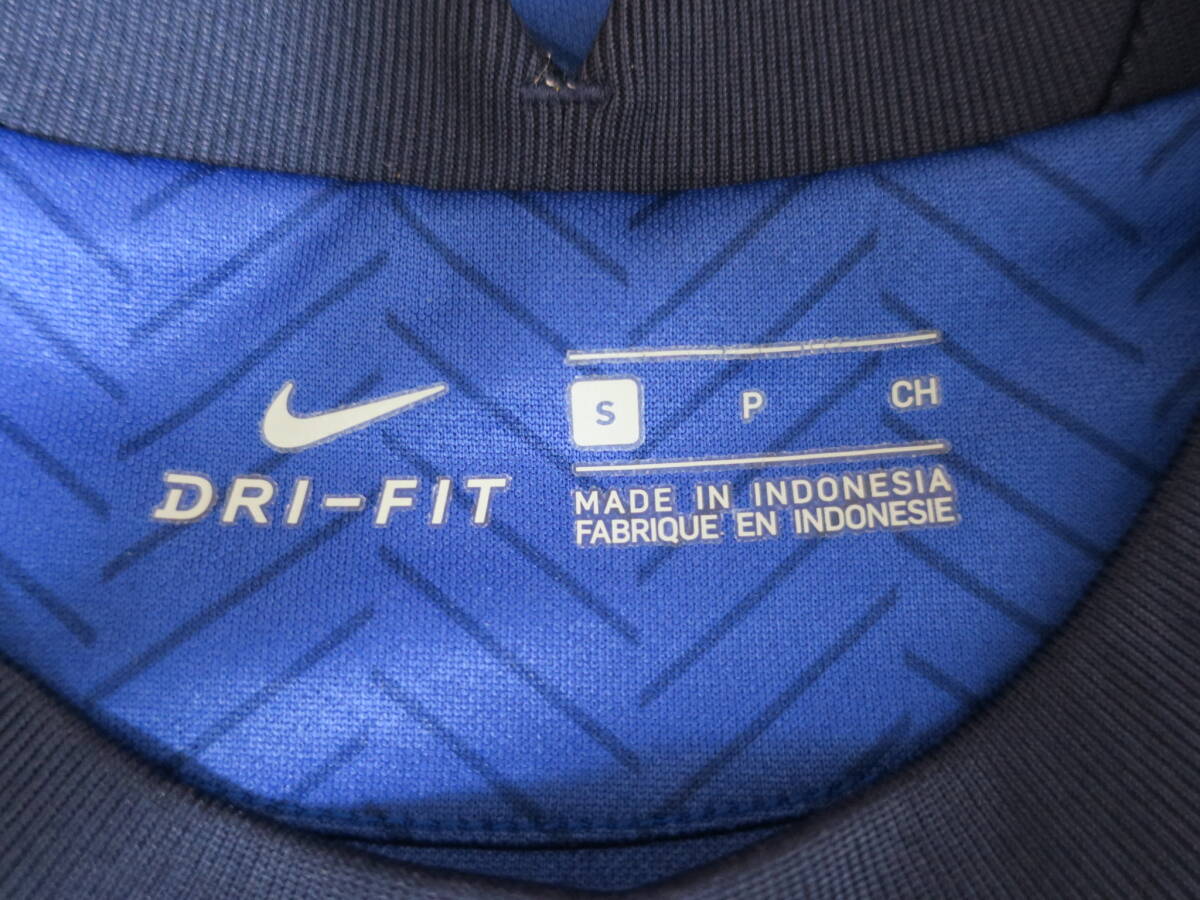 DRI-FIT
S P CH
MADE IN INDONESIA
FABRIQUE EN INDONESIE